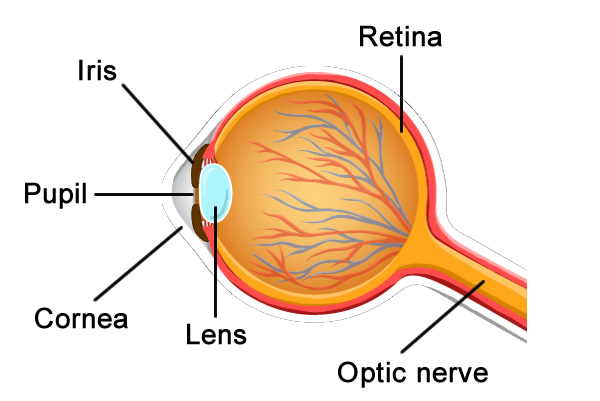 Retina
Iris
Pupil
Cornea
Lens
Optic nerve